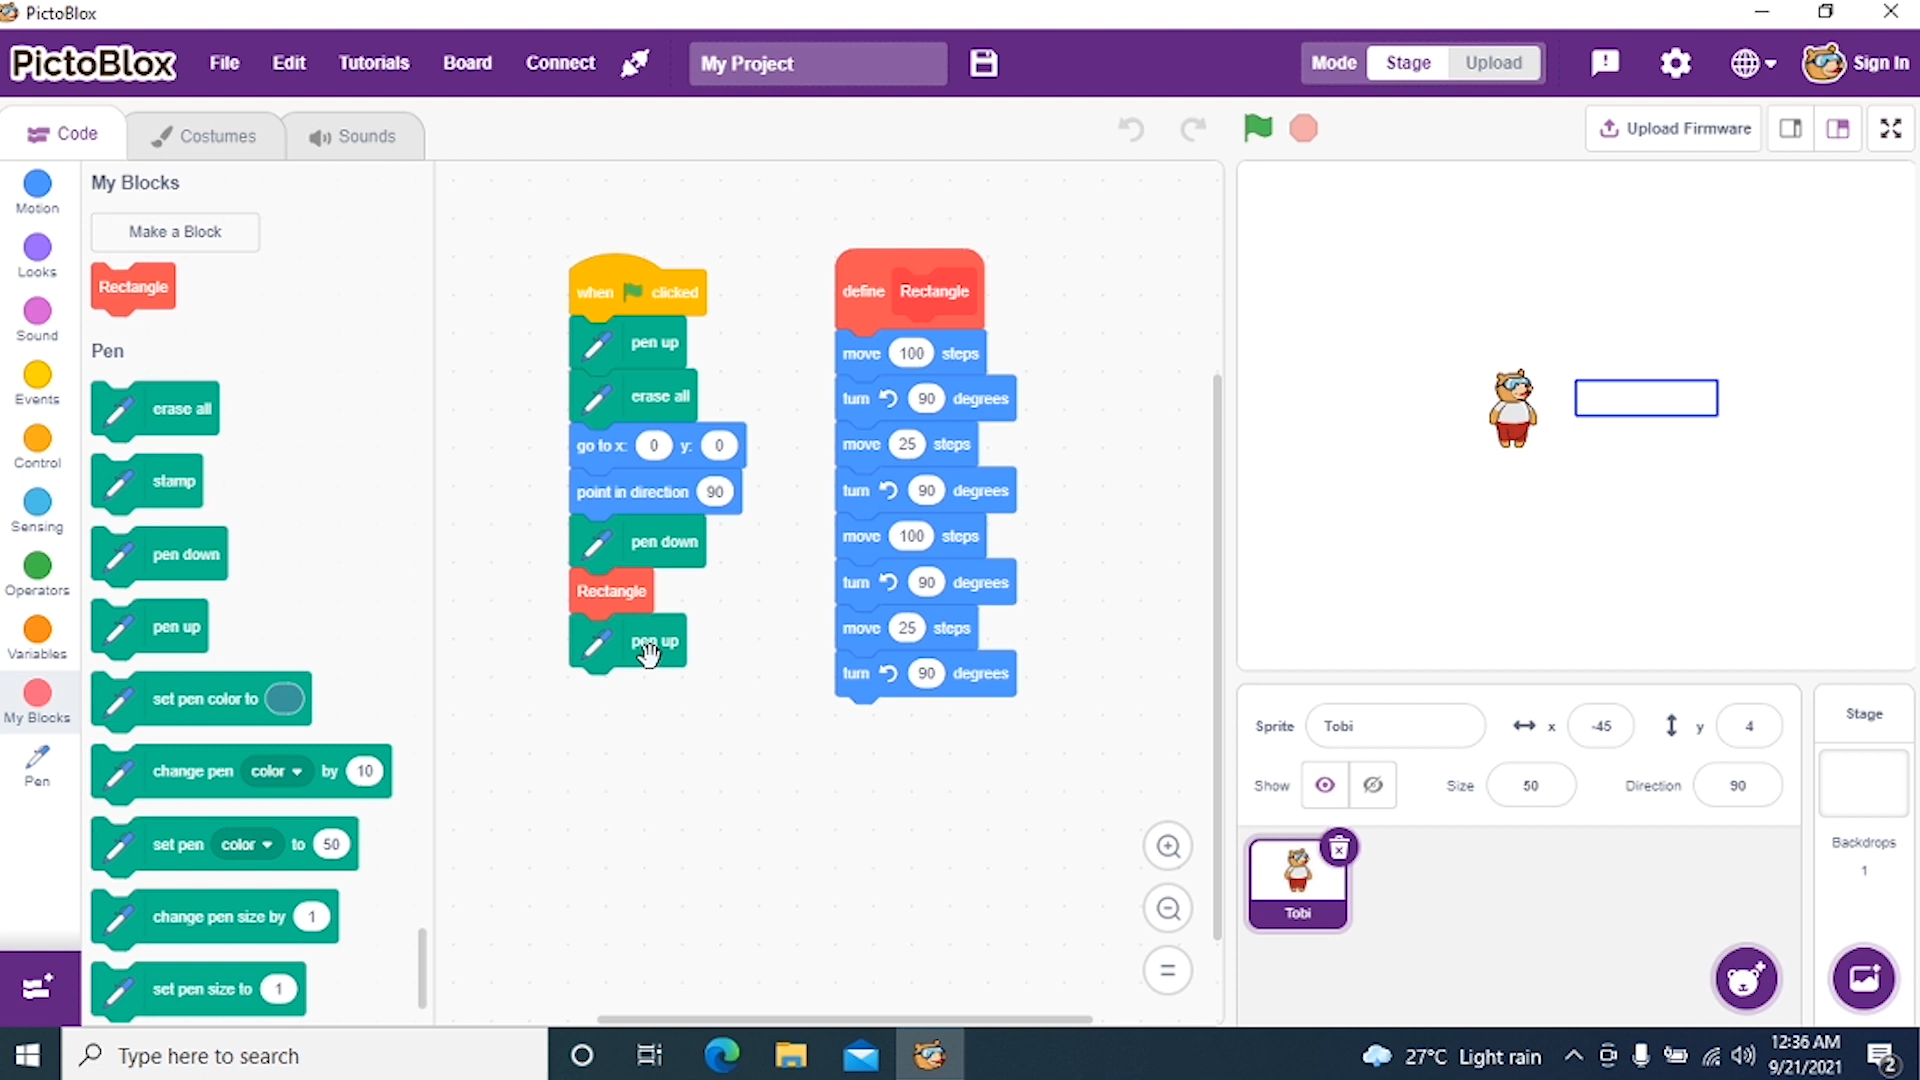 PictoBlox
PictoBlox File Edit Tutorials Board Connect My Project Mode Stage Upload Sign In
Code Costumes Sounds Upload Firmware
Motion
Looks
Sound
Events
Control
Sensing
Operators
Variables
My Blocks
Pen
My Blocks
Make a Block
Rectangle
Pen
erase all
stamp
pen down
pen up
set pen color to
change pen color by 10
set pen color to 50
change pen size by 1
set pen size to 1
when clicked
pen up
erase all
go to x: 0 y: 0
point in direction 90
pen down
Rectangle
pen up
define Rectangle
move 100 steps
turn 90 degrees
move 25 steps
turn 90 degrees
move 100 steps
turn 90 degrees
move 25 steps
turn 90 degrees
Sprite Tobi x -45 y 4
Show Size 50 Direction 90
Tobi
Stage
Backdrops
1
Type here to search
27°C Light rain
12:36 AM
9/21/2021
2